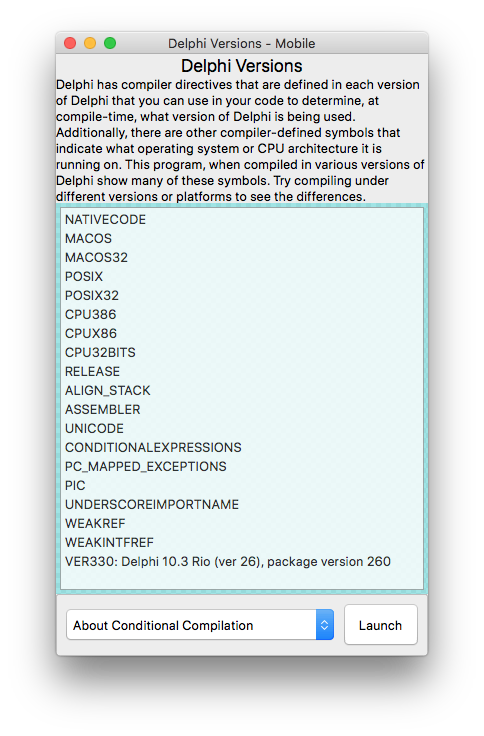 Delphi Versions - Mobile
Delphi Versions
Delphi has compiler directives that are defined in each version
of Delphi that you can use in your code to determine, at
compile-time, what version of Delphi is being used.
Additionally, there are other compiler-defined symbols that
indicate what operating system or CPU architecture it is
running on. This program, when compiled in various versions of
Delphi show many of these symbols. Try compiling under
different versions or platforms to see the differences.
NATIVECODE
MACOS
MACOS32
POSIX
POSIX32
CPU386
CPUX86
CPU32BITS
RELEASE
ALIGN_STACK
ASSEMBLER
UNICODE
CONDITIONALEXPRESSIONS
PC_MAPPED_EXCEPTIONS
PIC
UNDERSCOREIMPORTNAME
WEAKREF
WEAKINTFREF
VER330: Delphi 10.3 Rio (ver 26), package version 260
About Conditional Compilation
Launch